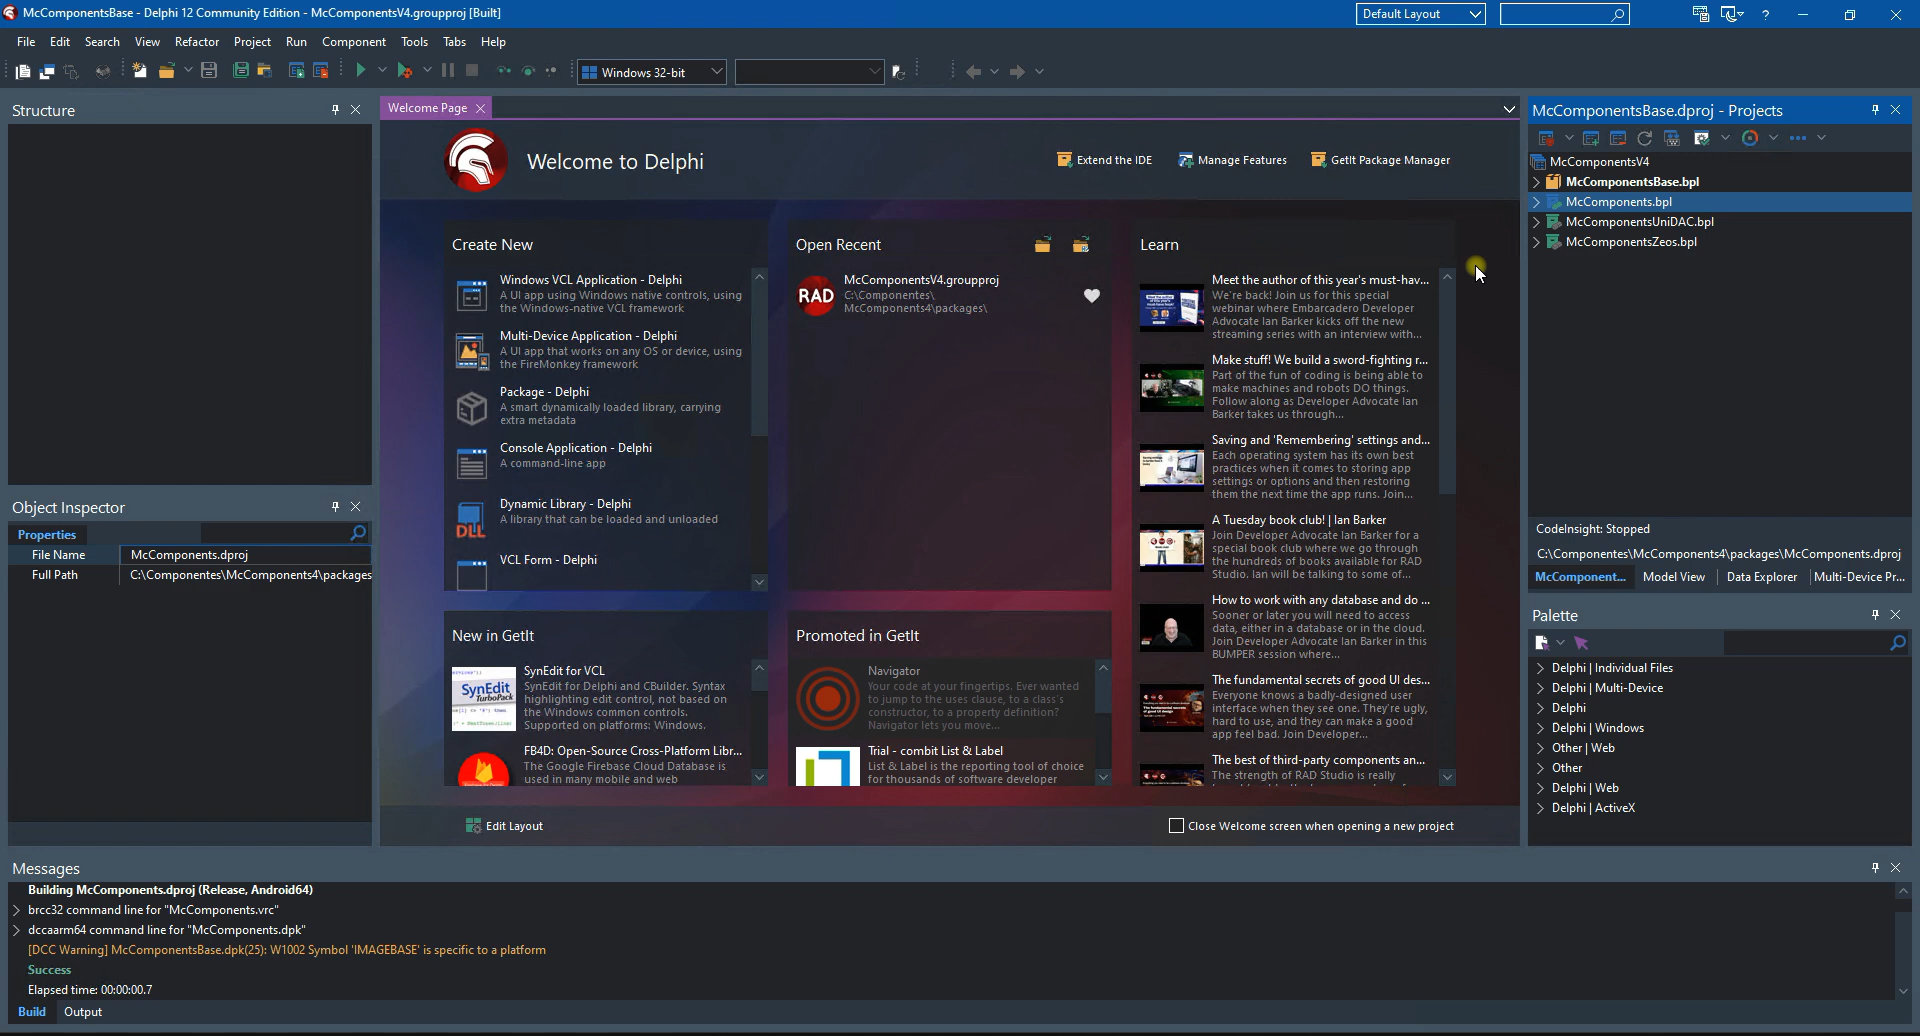 McComponentsBase - Delphi 12 Community Edition - McComponentsV4.groupproj [Built]
Default Layout
?
File Edit Search View Refactor Project Run Component Tools Tabs Help
Windows 32-bit
Structure
Object Inspector
Properties
File Name McComponents.dproj
Full Path C:\Componentes\McComponents4\packages
Welcome Page
Welcome to Delphi
Extend the IDE
Manage Features
GetIt Package Manager
Create New
Windows VCL Application - Delphi
A UI app using Windows native controls, using
the Windows-native VCL framework
Multi-Device Application - Delphi
A UI app that works on any OS or device, using
the FireMonkey framework
Package - Delphi
A smart dynamically loaded library, carrying
extra metadata
Console Application - Delphi
A command-line app
DLL
Dynamic Library - Delphi
A library that can be loaded and unloaded
VCL Form - Delphi
Open Recent
RAD
McComponentsV4.groupproj
C:\Componentes\
McComponents4\packages\
Learn
Meet the author of this year's must-hav...
We're back! Join us for this special
webinar where Embarcadero Developer
Advocate Ian Barker kicks off the new
streaming series with an interview with...
Make stuff! We build a sword-fighting r...
Part of the fun of coding is being able to
make machines and robots DO things.
Follow along as Developer Advocate Ian
Barker takes us through...
Saving and 'Remembering' settings and...
Each operating system has its own best
practices when it comes to storing app
settings or options and then restoring
them the next time the app runs. Join...
A Tuesday book club! | Ian Barker
Join Developer Advocate Ian Barker for a
special book club where we go through
the hundreds of books available for RAD
Studio. Ian will be talking to some of...
How to work with any database and do ...
Sooner or later you will need to access
data, either in a database or in the cloud.
Join Developer Advocate Ian Barker in this
BUMPER session where...
The fundamental secrets of good UI des...
Everyone knows a badly-designed user
interface when they see one. They're ugly,
hard to use, and they can make a good
app feel bad. Join Developer...
The best of third-party components an...
The strength of RAD Studio is really
New in GetIt
SynEdit
TurboPack
SynEdit for VCL
SynEdit for Delphi and CBuilder. Syntax
highlighting edit control, not based on
the Windows common controls.
Supported on platforms: Windows.
FB4D: Open-Source Cross-Platform Libr...
The Google Firebase Cloud Database is
used in many mobile and web
Promoted in GetIt
Navigator
Your code at your fingertips. Ever wanted
to jump to the uses clause, to a class's
constructor, to a property definition?
Navigator lets you move...
Trial - combit List & Label
List & Label is the reporting tool of choice
for thousands of software developer
Edit Layout
Close Welcome screen when opening a new project
McComponentsBase.dproj - Projects
McComponentsV4
McComponentsBase.bpl
McComponents.bpl
McComponentsUniDAC.bpl
McComponentsZeos.bpl
CodeInsight: Stopped
C:\Componentes\McComponents4\packages\McComponents.dproj
McComponent... Model View Data Explorer Multi-Device Pr...
Palette
Delphi | Individual Files
Delphi | Multi-Device
Delphi
Delphi | Windows
Other | Web
Other
Delphi | Web
Delphi | ActiveX
Messages
Building McComponents.dproj (Release, Android64)
brcc32 command line for "McComponents.vrc"
dccaarm64 command line for "McComponents.dpk"
[DCC Warning] McComponentsBase.dpk(25): W1002 Symbol 'IMAGEBASE' is specific to a platform
Success
Elapsed time: 00:00:00.7
Build Output